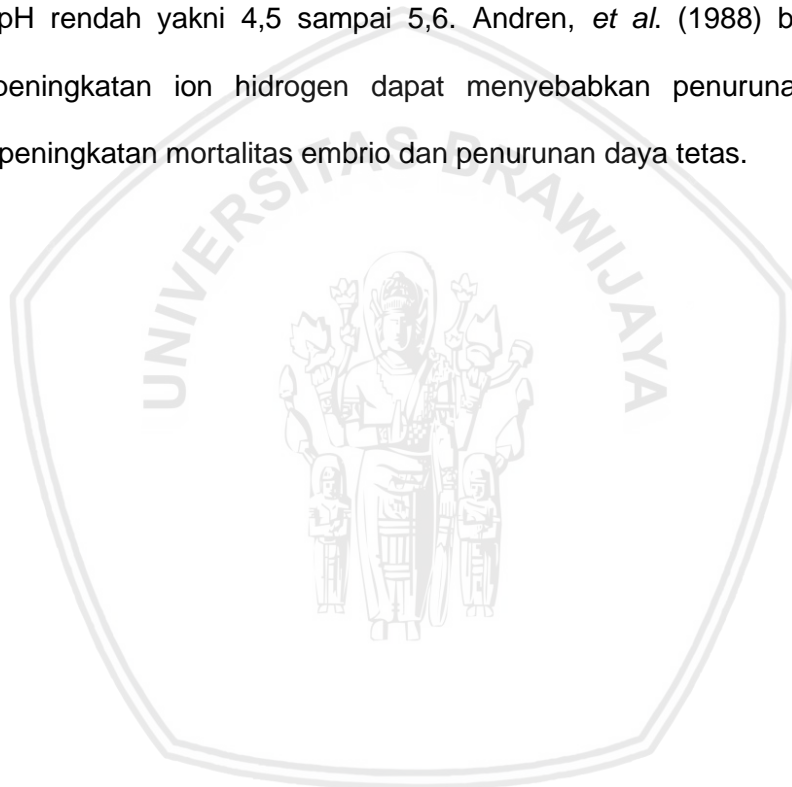 pH rendah yakni 4,5 sampai 5,6. Andren, et al. (1988) b
peningkatan ion hidrogen dapat menyebabkan penuruna
peningkatan mortalitas embrio dan penurunan daya tetas.
UNIVERSITAS BRAWIJAYA